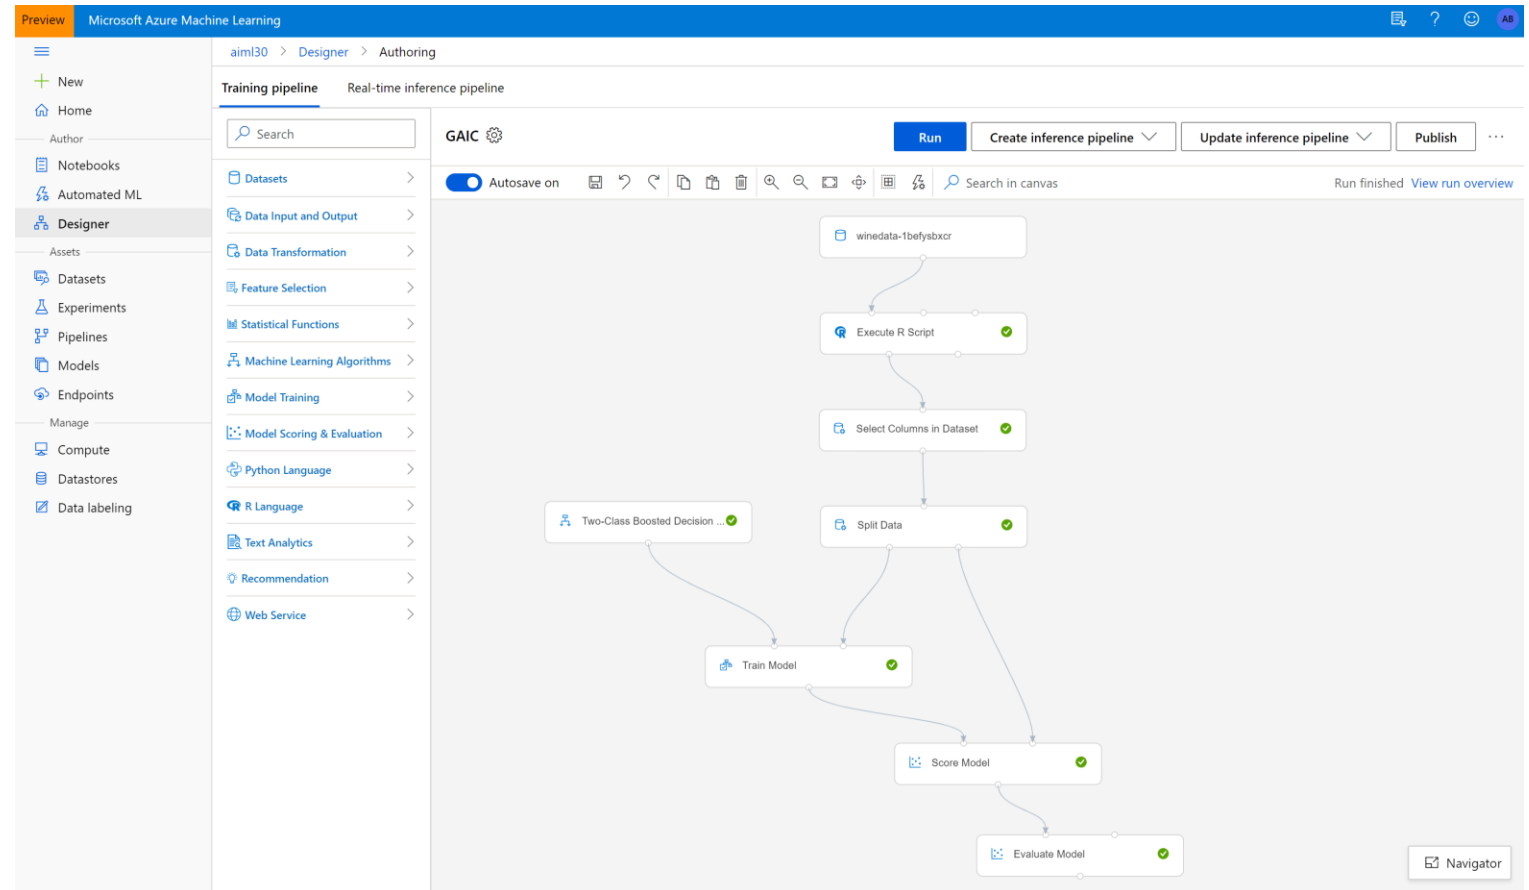 Preview Microsoft Azure Machine Learning AB
aiml30 > Designer > Authoring
New
Home
Author
Notebooks
Automated ML
Designer
Assets
Datasets
Experiments
Pipelines
Models
Endpoints
Manage
Compute
Datastores
Data labeling
Training pipeline Real-time inference pipeline
Search
Datasets
Data Input and Output
Data Transformation
Feature Selection
Statistical Functions
Machine Learning Algorithms
Model Training
Model Scoring & Evaluation
Python Language
R Language
Text Analytics
Recommendation
Web Service
GAIC Run Create inference pipeline Update inference pipeline Publish ...
Autosave on Search in canvas Run finished View run overview
winedata-1befysbxcr
Execute R Script
Select Columns in Dataset
Two-Class Boosted Decision ...
Split Data
Train Model
Score Model
Evaluate Model
Navigator